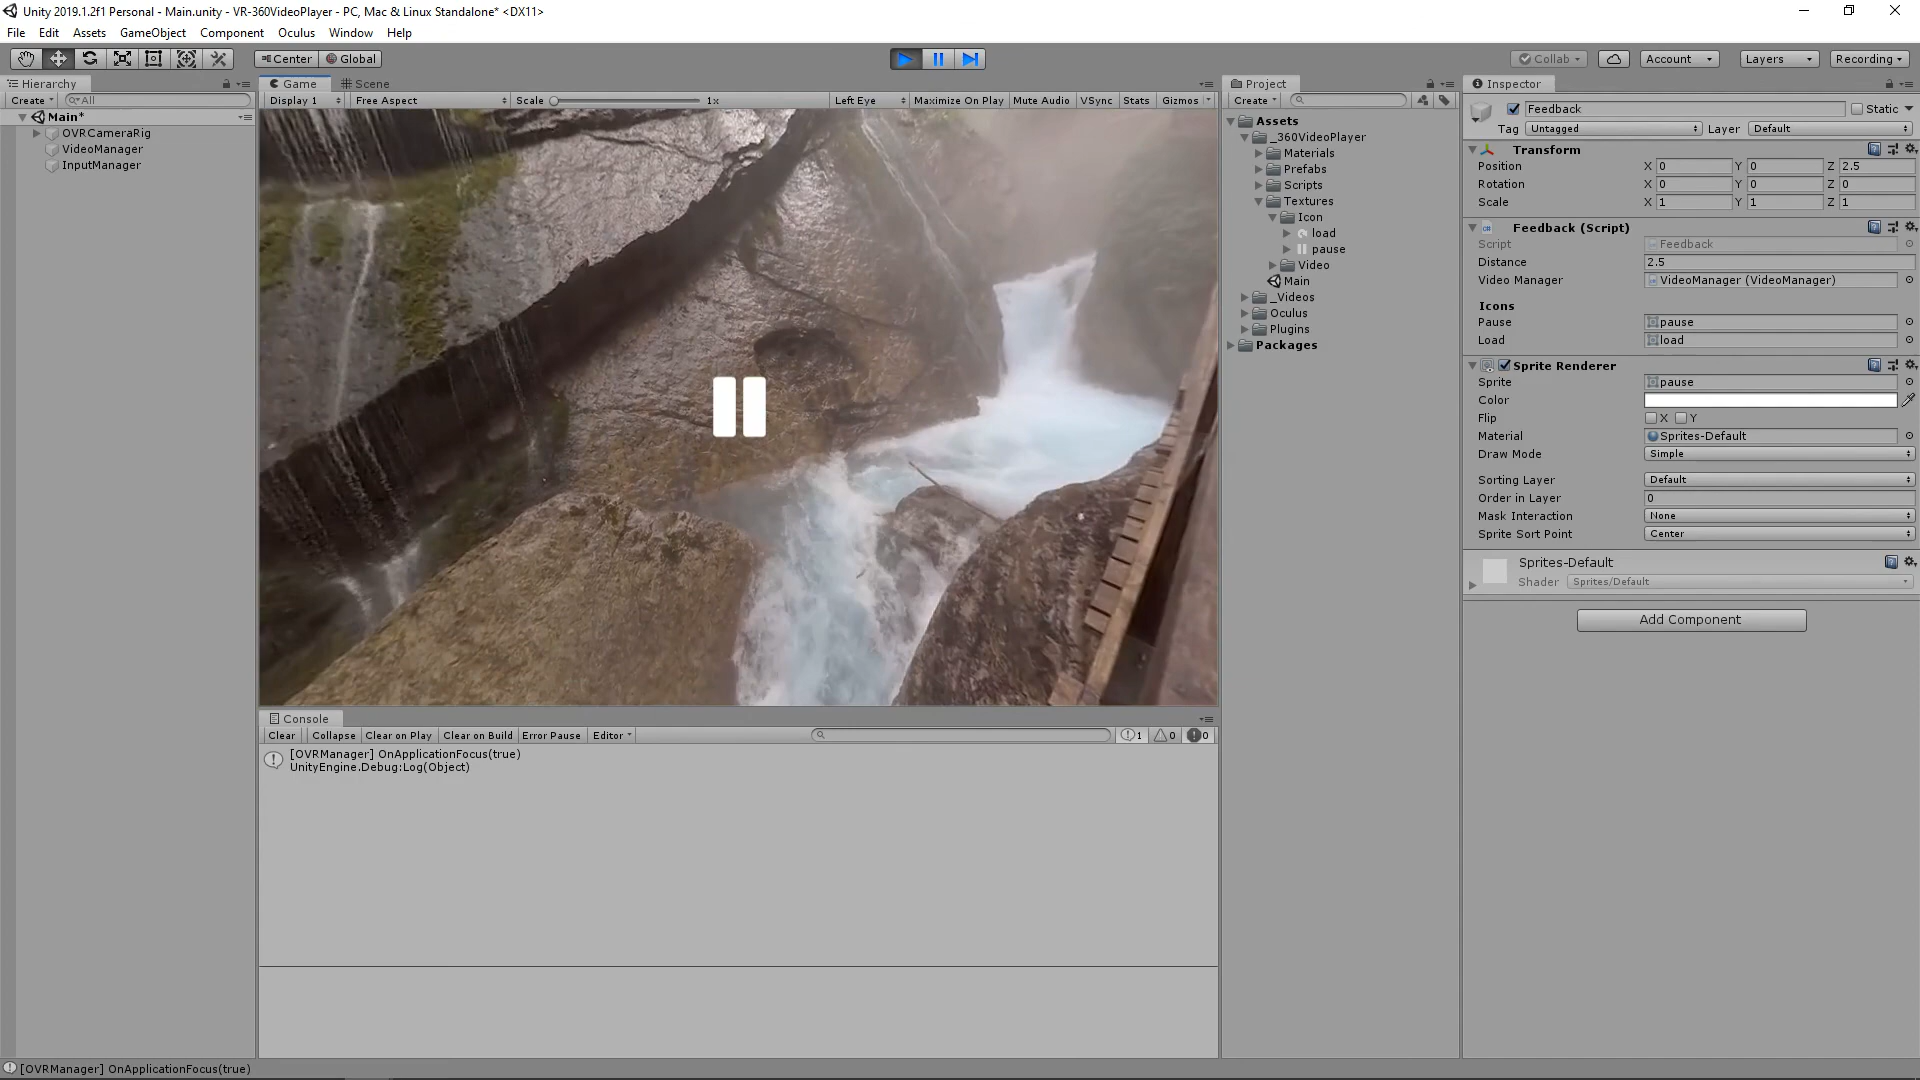 Unity 2019.1.2f1 Personal - Main.unity - VR-360VideoPlayer - PC, Mac & Linux Standalone* <DX11>
File Edit Assets GameObject Component Oculus Window Help
Center Global
Collab Account Layers Recording
Hierarchy
Create All
Main*
OVRCameraRig
VideoManager
InputManager
Game Scene
Display 1 Free Aspect Scale 1x Left Eye Maximize On Play Mute Audio VSync Stats Gizmos
Console
Clear Collapse Clear on Play Clear on Build Error Pause Editor 1 0 0
[OVRManager] OnApplicationFocus(true)
UnityEngine.Debug:Log(Object)
Project
Create
Assets
_360VideoPlayer
Materials
Prefabs
Scripts
Textures
Icon
load
pause
Video
Main
_Videos
Oculus
Plugins
Packages
Inspector
Feedback Static
Tag Untagged Layer Default
Transform
Position X 0 Y 0 Z 2.5
Rotation X 0 Y 0 Z 0
Scale X 1 Y 1 Z 1
Feedback (Script)
Script Feedback
Distance 2.5
Video Manager VideoManager (VideoManager)
Icons
Pause pause
Load load
Sprite Renderer
Sprite pause
Color
Flip X Y
Material Sprites-Default
Draw Mode Simple
Sorting Layer Default
Order in Layer 0
Mask Interaction None
Sprite Sort Point Center
Sprites-Default
Shader Sprites/Default
Add Component
[OVRManager] OnApplicationFocus(true)